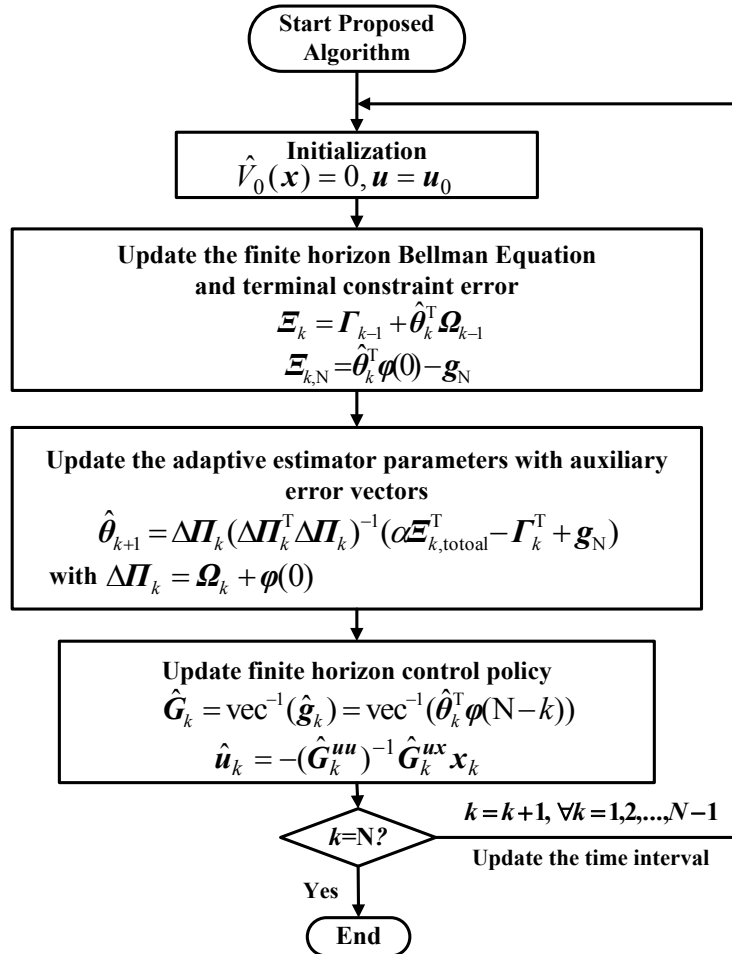 Start Proposed
Algorithm
Initialization
V̂₀(x) = 0, u = u₀
Update the finite horizon Bellman Equation
and terminal constraint error
Ξₖ = Γₖ₋₁ + θ̂ₖᵀΩₖ₋₁
Ξₖ,N = θ̂ₖᵀφ(0) − g_N
Update the adaptive estimator parameters with auxiliary
error vectors
θ̂ₖ₊₁ = ΔΠₖ(ΔΠₖᵀΔΠₖ)⁻¹(αΞᵀₖ,totoal − Γₖᵀ + g_N)
with ΔΠₖ = Ωₖ + φ(0)
Update finite horizon control policy
Ĝₖ = vec⁻¹(ĝₖ) = vec⁻¹(θ̂ₖᵀφ(N−k))
ûₖ = −(Ĝₖᵘᵘ)⁻¹Ĝₖᵘˣxₖ
k = k+1, ∀k = 1,2,...,N−1
k=N?
Update the time interval
Yes
End